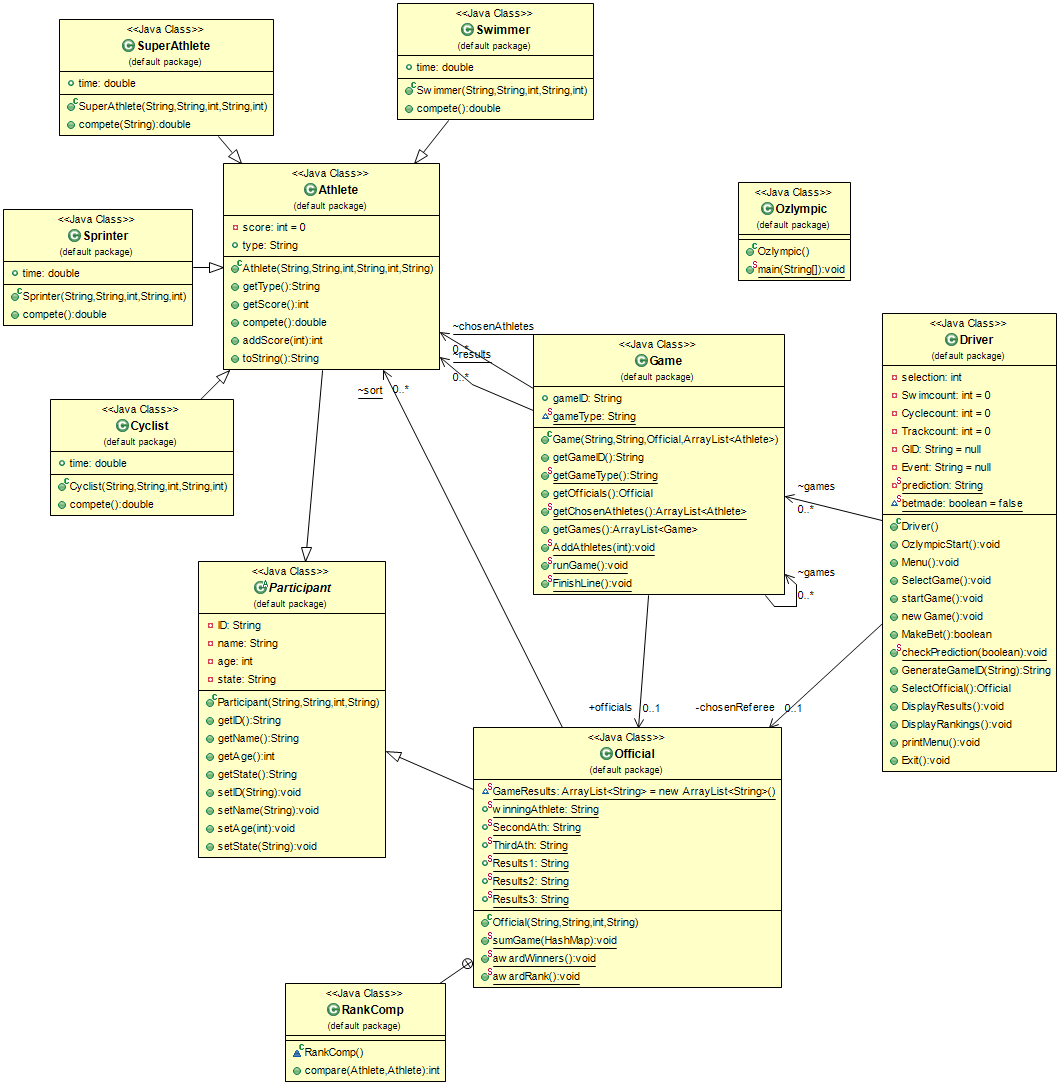 <<Java Class>>
SuperAthlete
(default package)
time: double
SuperAthlete(String,String,int,String,int)
compete(String):double
<<Java Class>>
Swimmer
(default package)
time: double
Swimmer(String,String,int,String,int)
compete():double
<<Java Class>>
Athlete
(default package)
score: int = 0
type: String
Athlete(String,String,int,String,int,String)
getType():String
getScore():int
compete():double
addScore(int):int
toString():String
<<Java Class>>
Ozlympic
(default package)
Ozlympic()
main(String[]):void
<<Java Class>>
Sprinter
(default package)
time: double
Sprinter(String,String,int,String,int)
compete():double
<<Java Class>>
Cyclist
(default package)
time: double
Cyclist(String,String,int,String,int)
compete():double
~chosenAthletes
0..*
~results
0..*
~sort 0..*
<<Java Class>>
Game
(default package)
gameID: String
gameType: String
Game(String,String,Official,ArrayList<Athlete>)
getGameID():String
getGameType():String
getOfficials():Official
getChosenAthletes():ArrayList<Athlete>
getGames():ArrayList<Game>
AddAthletes(int):void
runGame():void
FinishLine():void
~games
0..*
~games
0..*
<<Java Class>>
Driver
(default package)
selection: int
Swimcount: int = 0
Cyclecount: int = 0
Trackcount: int = 0
GID: String = null
Event: String = null
prediction: String
betmade: boolean = false
Driver()
OzlympicStart():void
Menu():void
SelectGame():void
startGame():void
newGame():void
MakeBet():boolean
checkPrediction(boolean):void
GenerateGameID(String):String
SelectOfficial():Official
DisplayResults():void
DisplayRankings():void
printMenu():void
Exit():void
<<Java Class>>
Participant
(default package)
ID: String
name: String
age: int
state: String
Participant(String,String,int,String)
getID():String
getName():String
getAge():int
getState():String
setID(String):void
setName(String):void
setAge(int):void
setState(String):void
+officials 0..1
-chosenReferee 0..1
<<Java Class>>
Official
(default package)
GameResults: ArrayList<String> = new ArrayList<String>()
winningAthlete: String
SecondAth: String
ThirdAth: String
Results1: String
Results2: String
Results3: String
Official(String,String,int,String)
sumGame(HashMap):void
awardWinners():void
awardRank():void
<<Java Class>>
RankComp
(default package)
RankComp()
compare(Athlete,Athlete):int